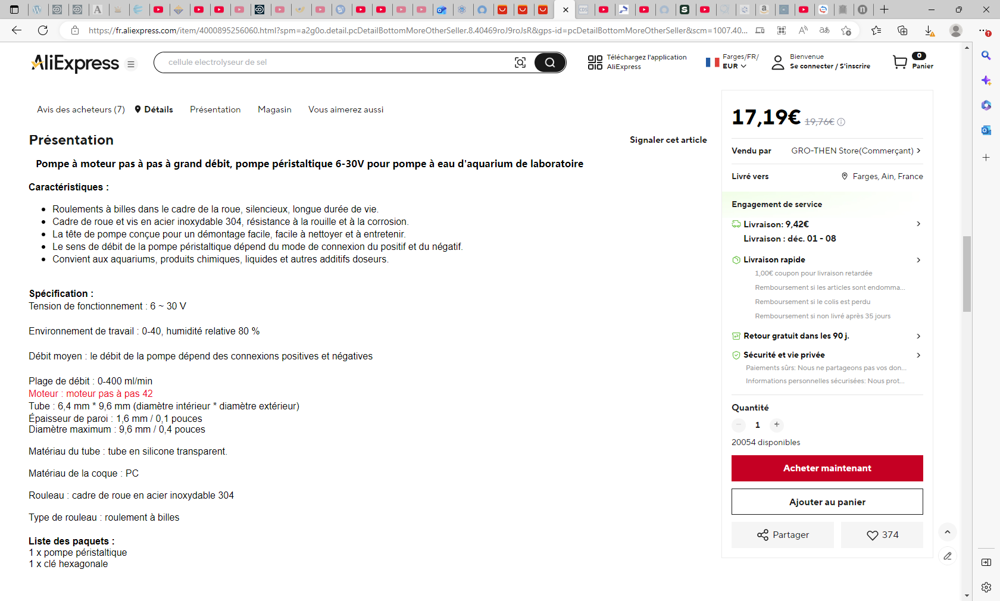 https://fr.aliexpress.com/item/4000895256060.html?spm=a2g0o.detail.pcDetailBottomMoreOtherSeller.8.40469roJ9roJsR&gps-id=pcDetailBottomMoreOtherSeller&scm=1007.40...
AliExpress
cellule electrolyseur de sel
Téléchargez l'application
AliExpress
Farges/FR/
EUR
Bienvenue
Se connecter / S'inscrire
0
Panier
Avis des acheteurs (7)
Détails
Présentation
Magasin
Vous aimerez aussi
Présentation
Signaler cet article
Pompe à moteur pas à pas à grand débit, pompe péristaltique 6-30V pour pompe à eau d'aquarium de laboratoire
Caractéristiques :
Roulements à billes dans le cadre de la roue, silencieux, longue durée de vie.
Cadre de roue et vis en acier inoxydable 304, résistance à la rouille et à la corrosion.
La tête de pompe conçue pour un démontage facile, facile à nettoyer et à entretenir.
Le sens de débit de la pompe péristaltique dépend du mode de connexion du positif et du négatif.
Convient aux aquariums, produits chimiques, liquides et autres additifs doseurs.
Spécification :
Tension de fonctionnement : 6 ~ 30 V
Environnement de travail : 0-40, humidité relative 80 %
Débit moyen : le débit de la pompe dépend des connexions positives et négatives
Plage de débit : 0-400 ml/min
Moteur : moteur pas à pas 42
Tube : 6,4 mm * 9,6 mm (diamètre intérieur * diamètre extérieur)
Épaisseur de paroi : 1,6 mm / 0,1 pouces
Diamètre maximum : 9,6 mm / 0,4 pouces
Matériau du tube : tube en silicone transparent.
Matériau de la coque : PC
Rouleau : cadre de roue en acier inoxydable 304
Type de rouleau : roulement à billes
Liste des paquets :
1 x pompe péristaltique
1 x clé hexagonale
17,19€ 19,76€
Vendu par GRO-THEN Store(Commerçant)
Livré vers Farges, Ain, France
Engagement de service
Livraison: 9,42€
Livraison : déc. 01 - 08
Livraison rapide
1,00€ coupon pour livraison retardée
Remboursement si les articles sont endomma...
Remboursement si le colis est perdu
Remboursement si non livré après 35 jours
Retour gratuit dans les 90 j.
Sécurité et vie privée
Paiements sûrs: Nous ne partageons pas vos don...
Informations personnelles sécurisées: Nous prot...
Quantité
1
20054 disponibles
Acheter maintenant
Ajouter au panier
Partager
374